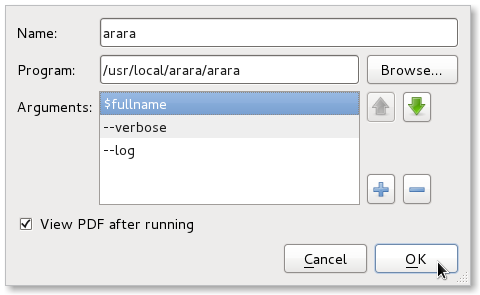 Name: arara
Program: /usr/local/arara/arara Browse...
Arguments: $fullname
--verbose
--log
View PDF after running
Cancel OK